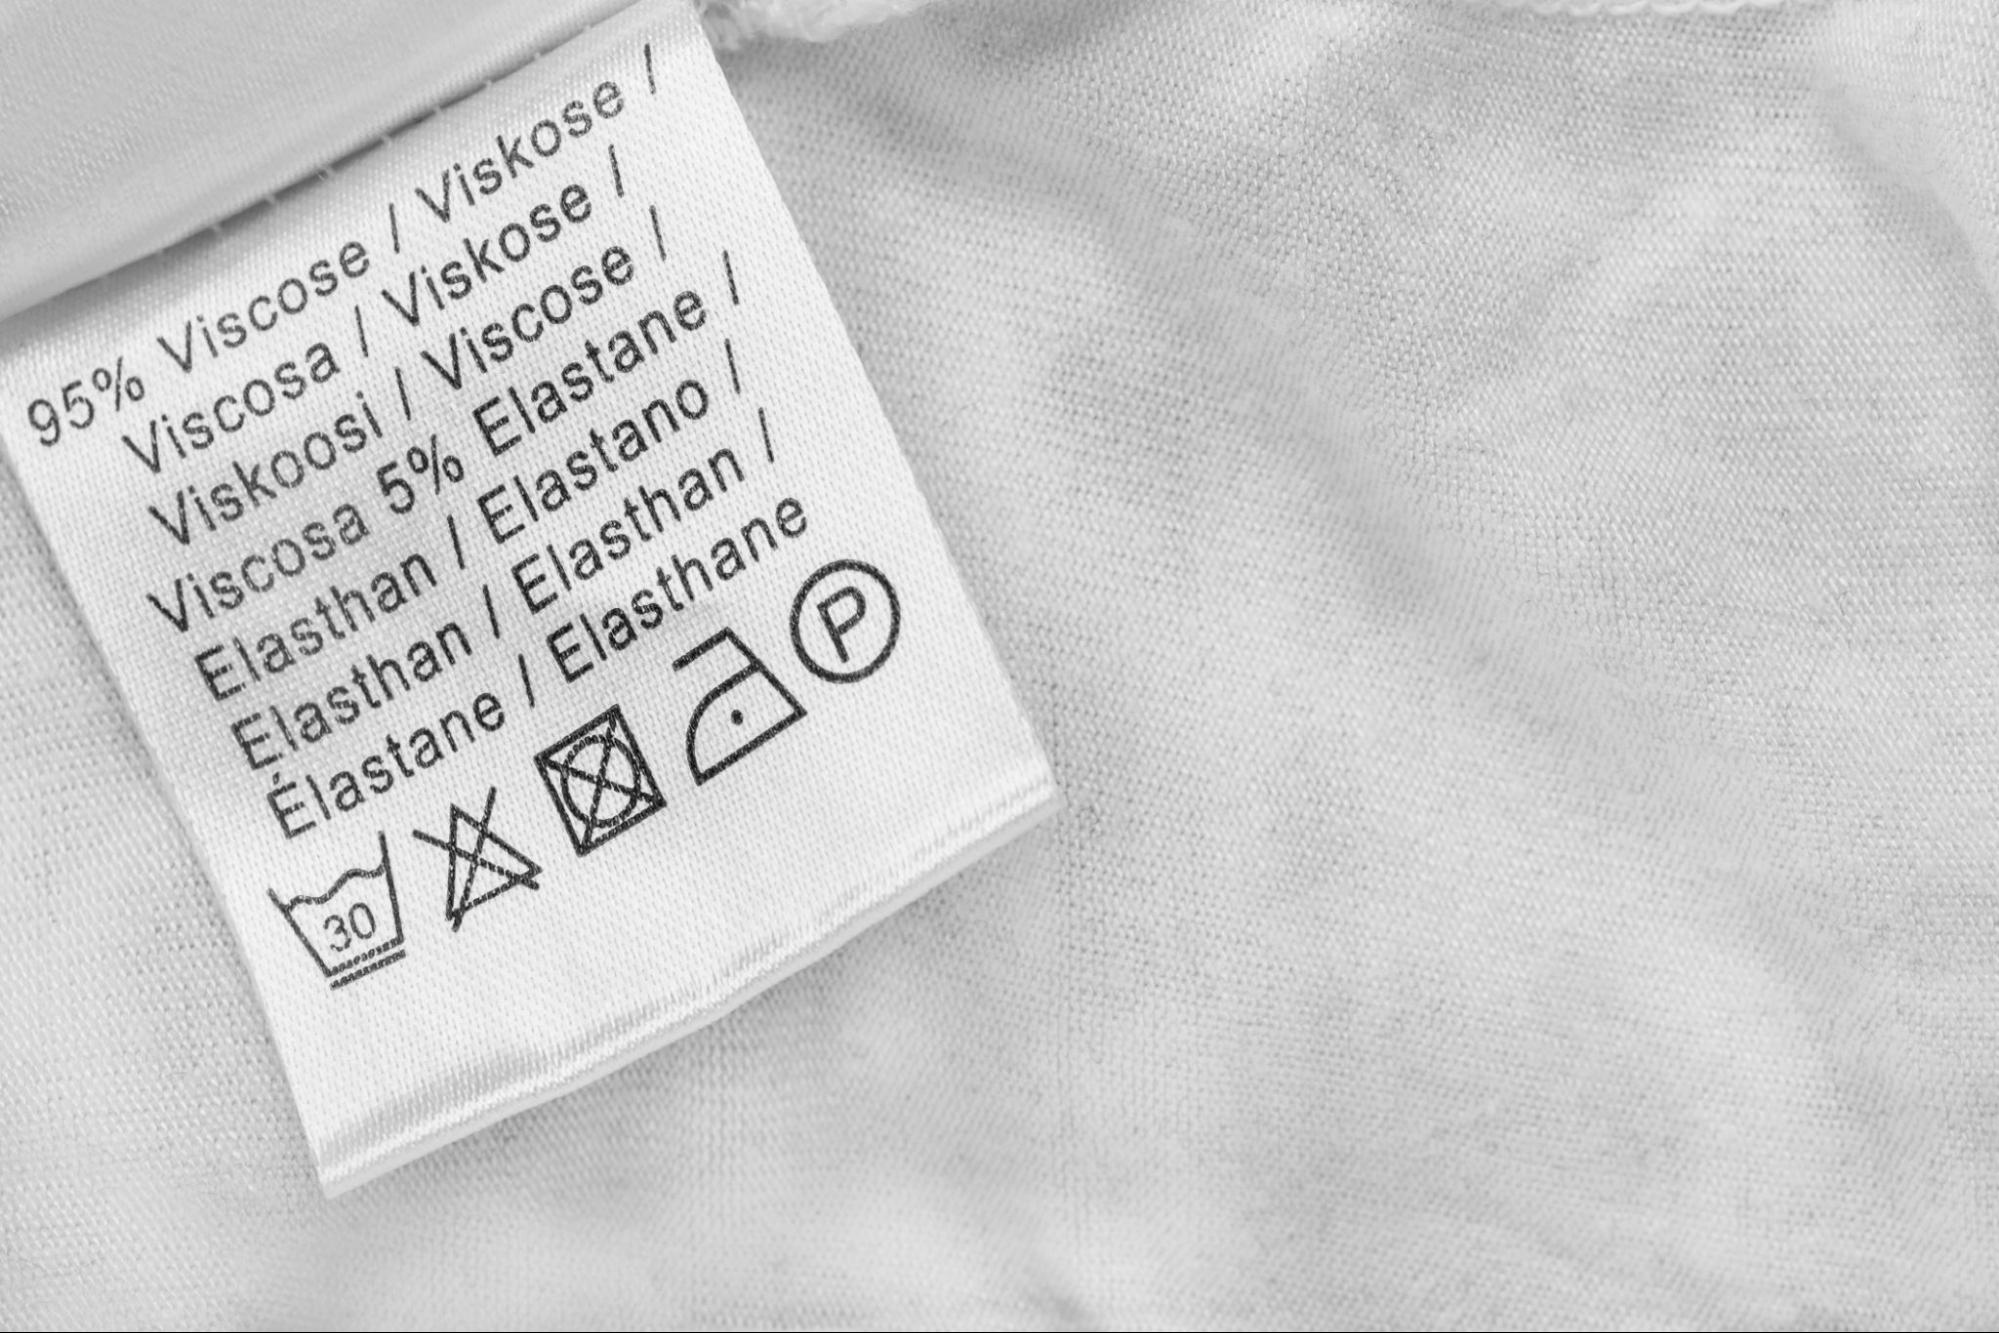 95% Viscose / Viskose /
Viscosa / Viskose /
Viskoosi / Viscose /
Viscosa 5% Elastane /
Elasthan / Elastano /
Elasthan / Elasthan /
Élastane / Elasthane
30 P